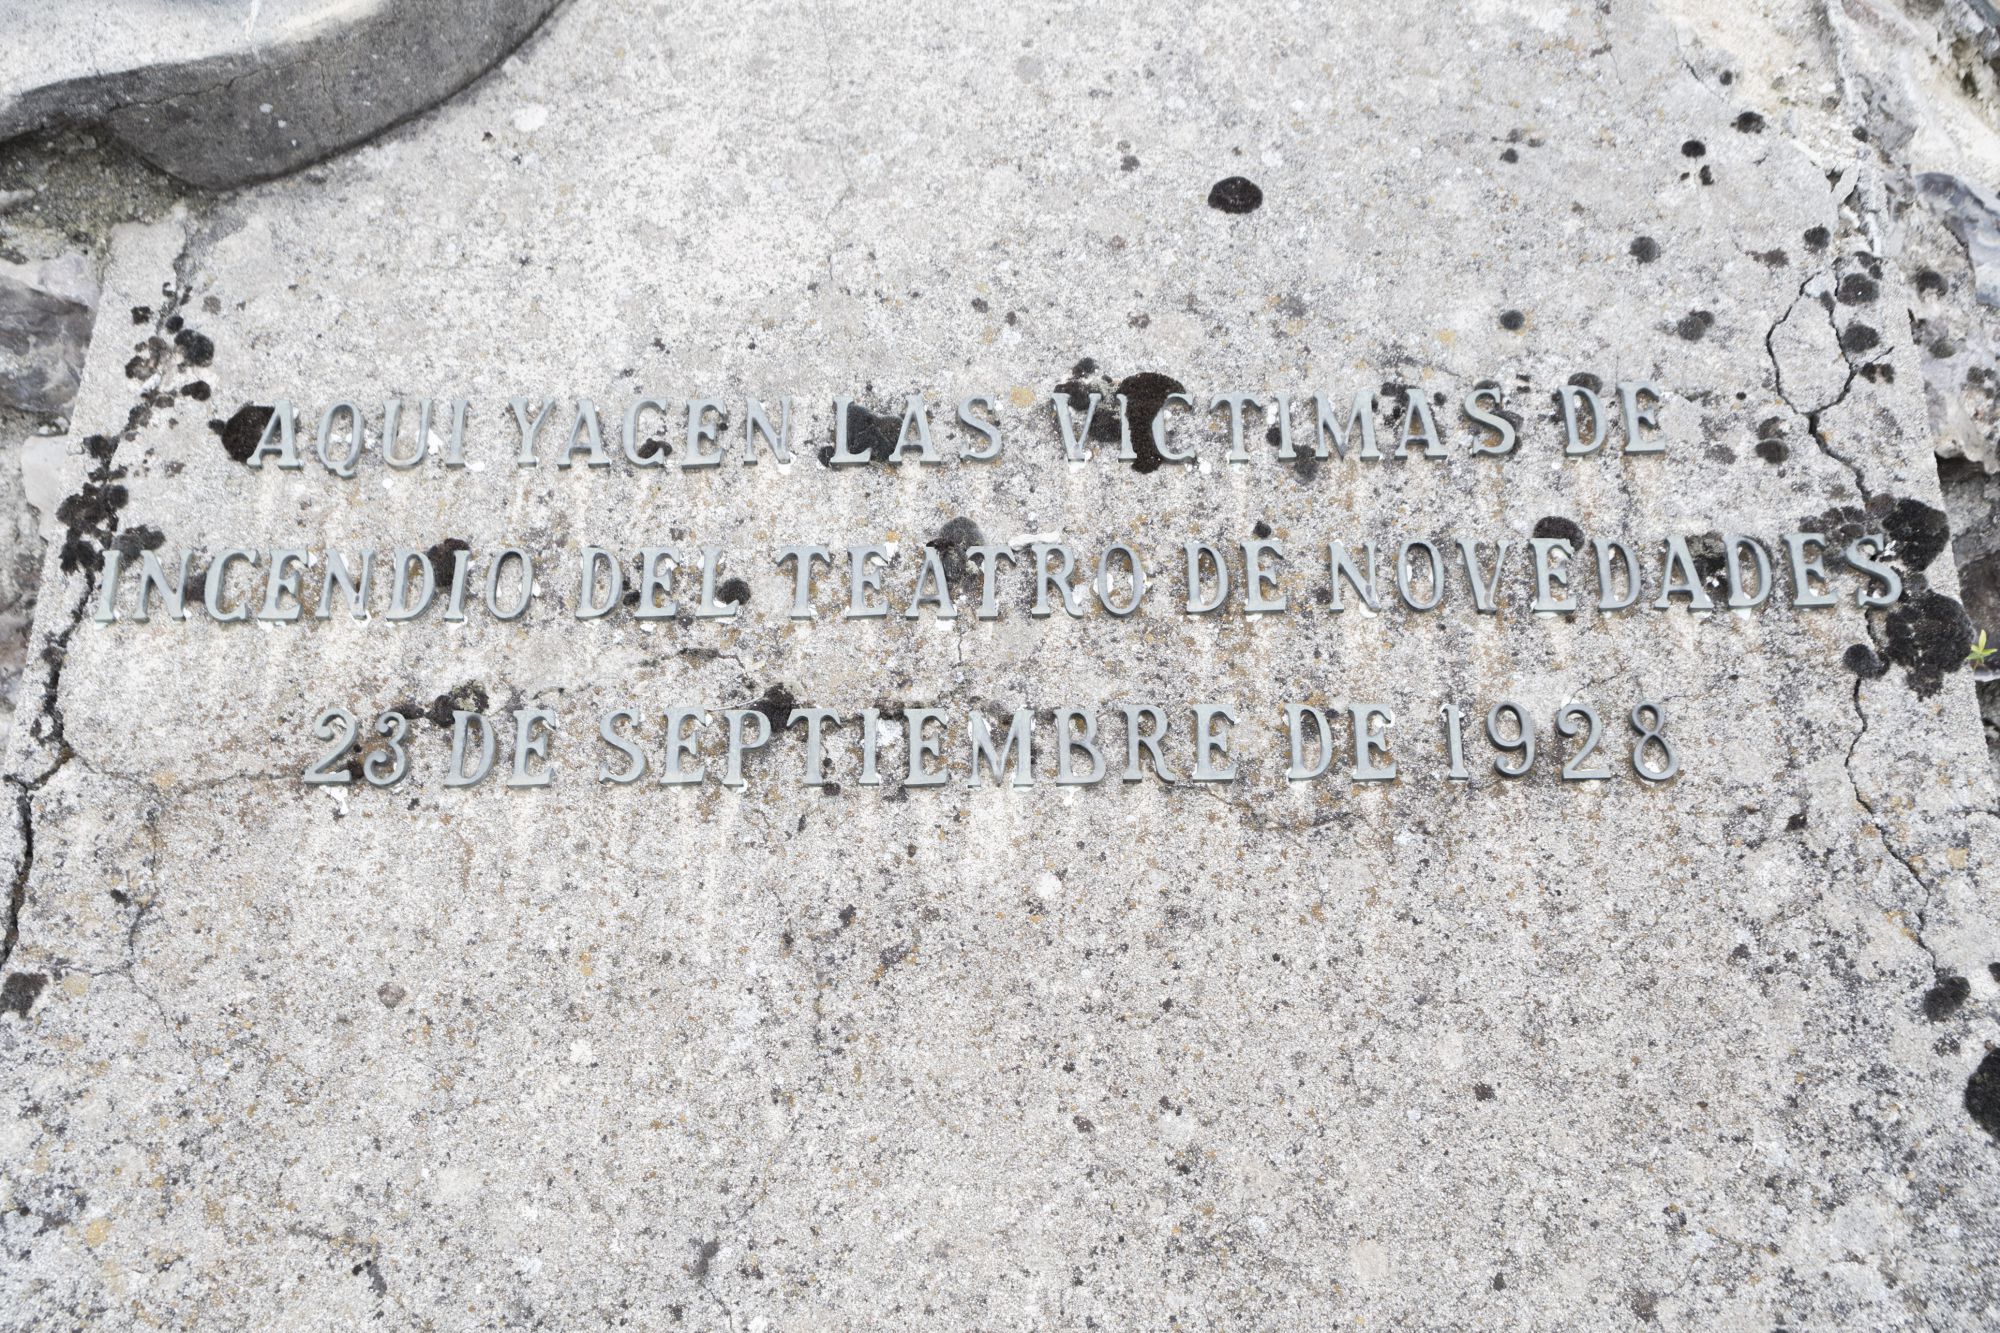 AQUI YACEN LAS VICTIMAS DE
INCENDIO DEL TEATRO DE NOVEDADES
23 DE SEPTIEMBRE DE 1928